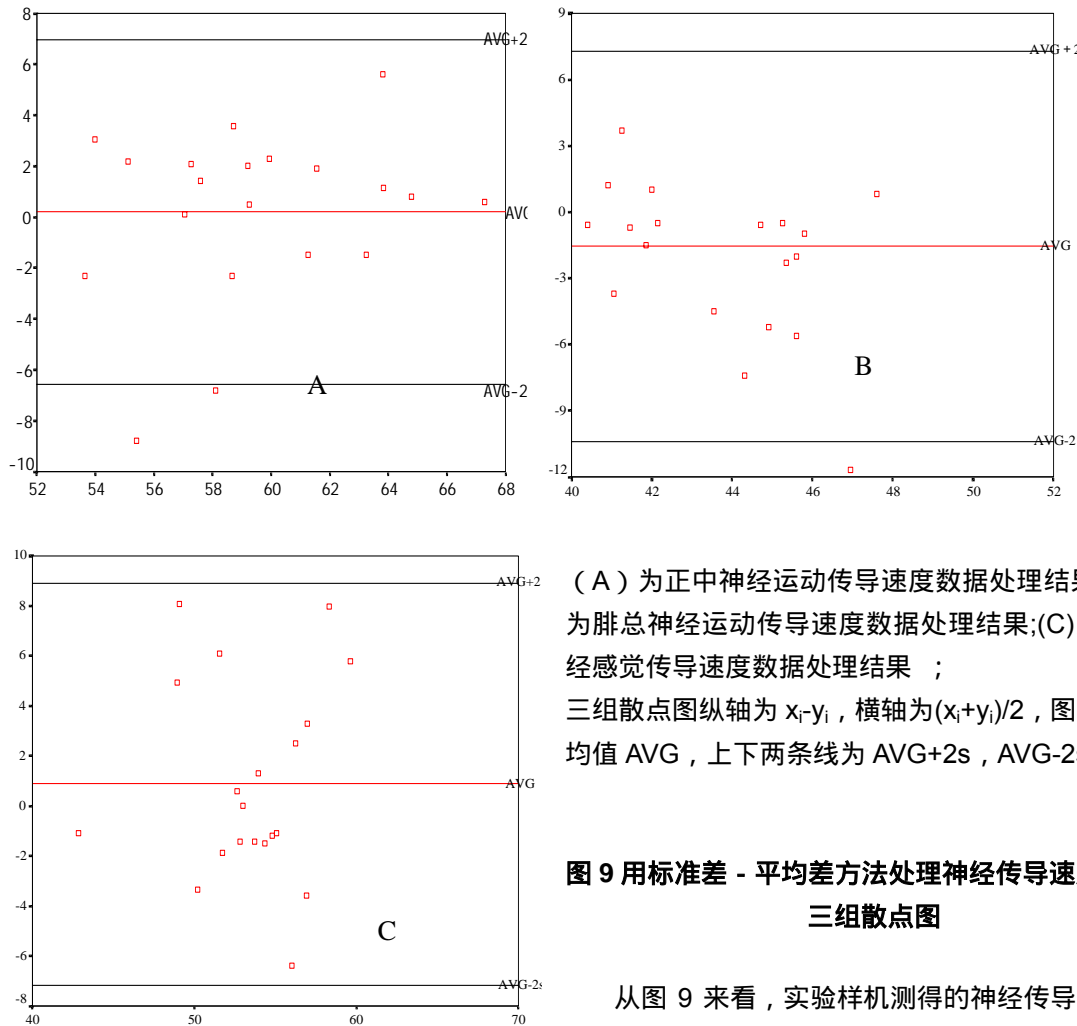 8
6
4
2
0
-2
-4
-6
-8
-10
52 54 56 58 60 62 64 66 68
AVG+2
AVG
AVG-2
A
9
6
3
0
-3
-6
-9
-12
40 42 44 46 48 50 52
AVG + 2
AVG
AVG-2
B
10
8
6
4
2
0
-2
-4
-6
-8
40 50 60 70
AVG+2
AVG
AVG-2s
C
（A）为正中神经运动传导速度数据处理结果
为腓总神经运动传导速度数据处理结果;(C)
经感觉传导速度数据处理结果 ;
三组散点图纵轴为 xi-yi，横轴为(xi+yi)/2，图
均值 AVG，上下两条线为 AVG+2s，AVG-2s
图 9 用标准差 - 平均差方法处理神经传导速
三组散点图
从图 9 来看，实验样机测得的神经传导